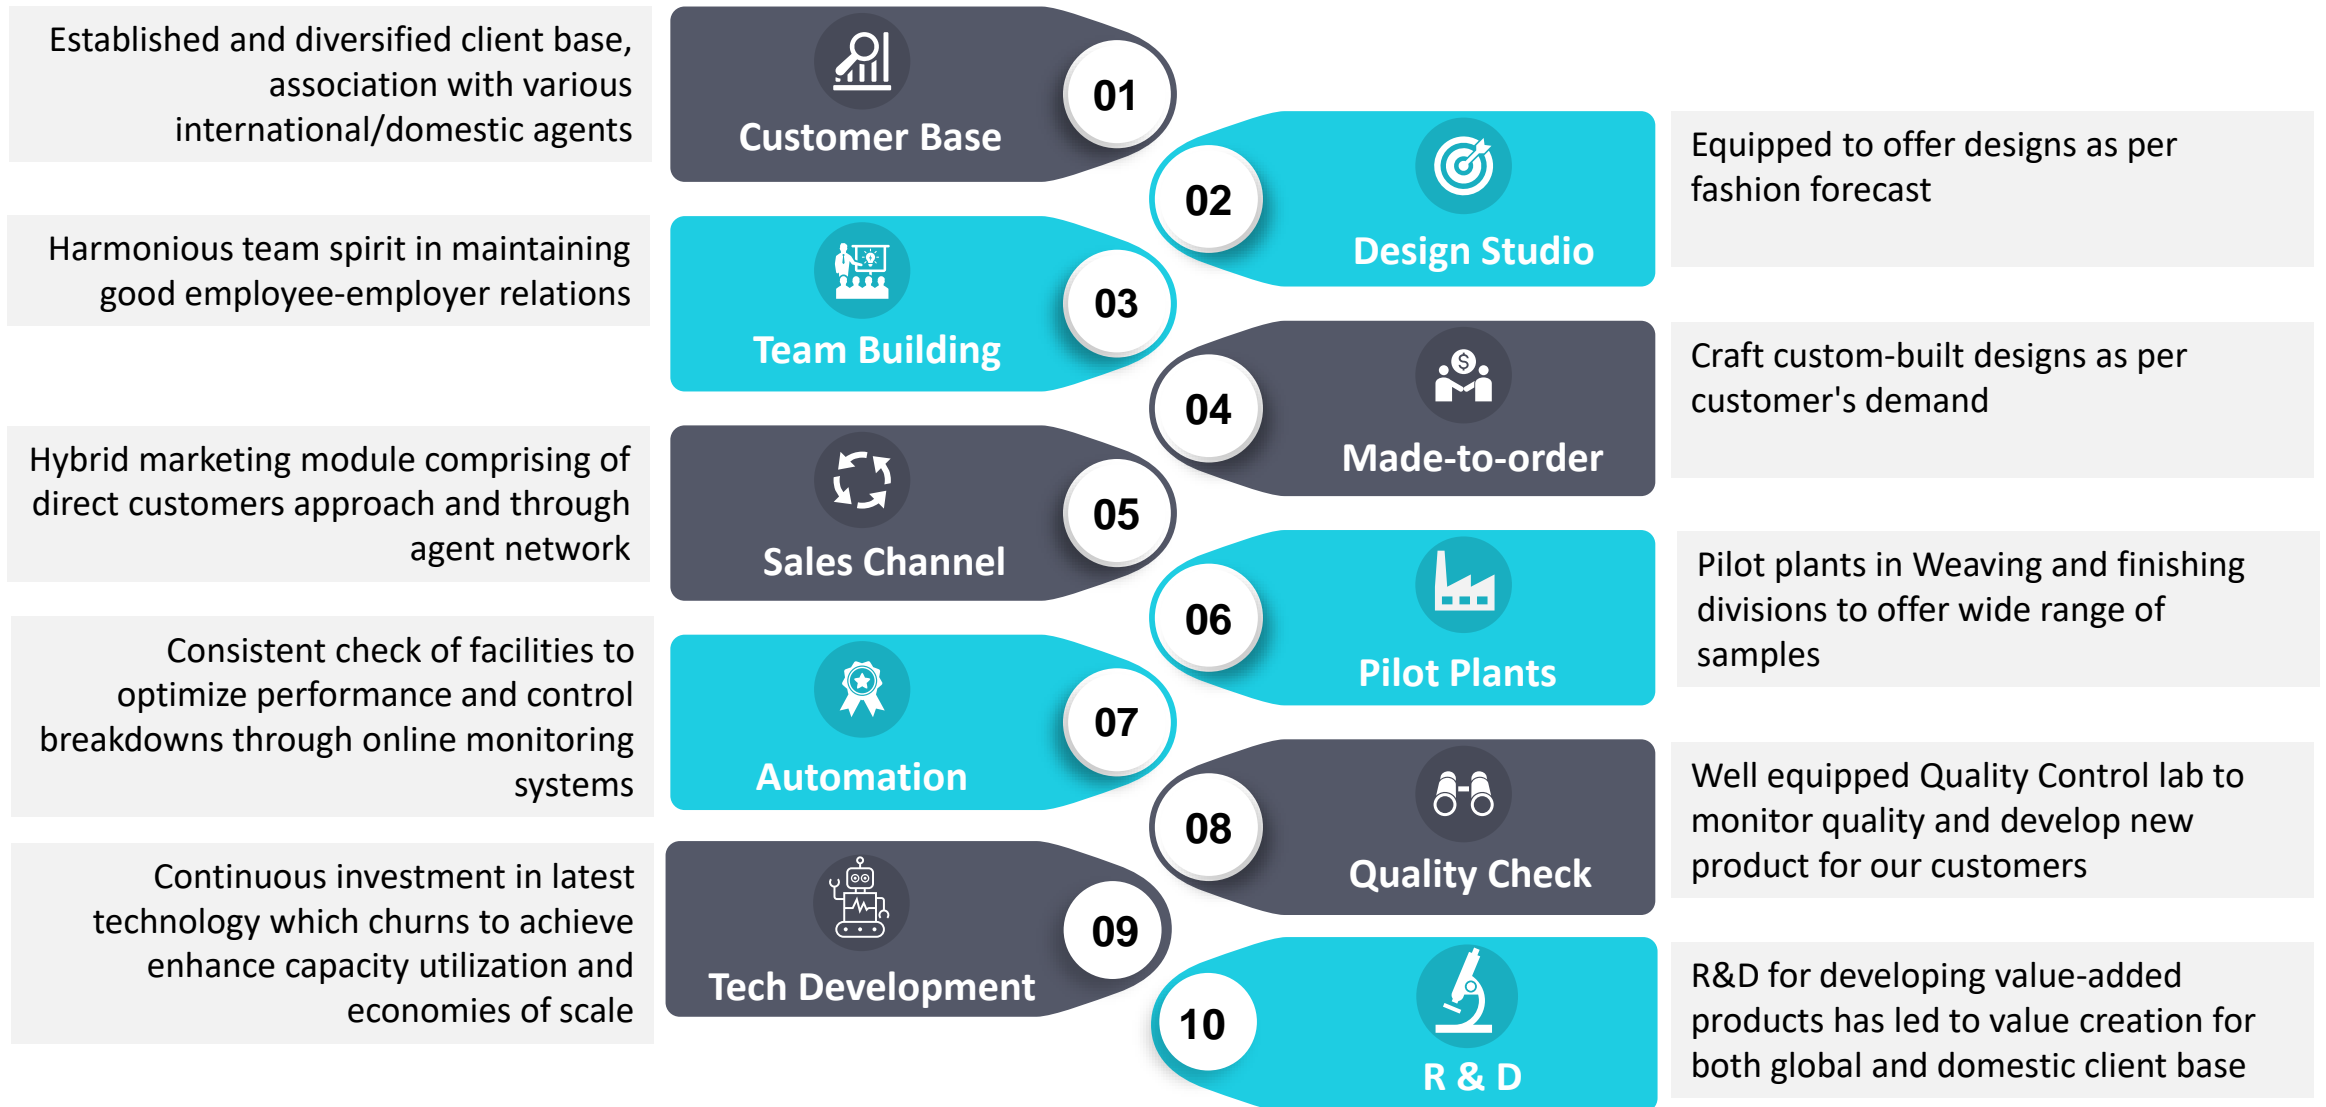 Established and diversified client base,
association with various
international/domestic agents
Customer Base
01
02
Design Studio
Equipped to offer designs as per
fashion forecast
Harmonious team spirit in maintaining
good employee-employer relations
Team Building
03
04
Made-to-order
Craft custom-built designs as per
customer's demand
Hybrid marketing module comprising of
direct customers approach and through
agent network
Sales Channel
05
06
Pilot Plants
Pilot plants in Weaving and finishing
divisions to offer wide range of
samples
Consistent check of facilities to
optimize performance and control
breakdowns through online monitoring
systems
Automation
07
08
Quality Check
Well equipped Quality Control lab to
monitor quality and develop new
product for our customers
Continuous investment in latest
technology which churns to achieve
enhance capacity utilization and
economies of scale
Tech Development
09
10
R & D
R&D for developing value-added
products has led to value creation for
both global and domestic client base